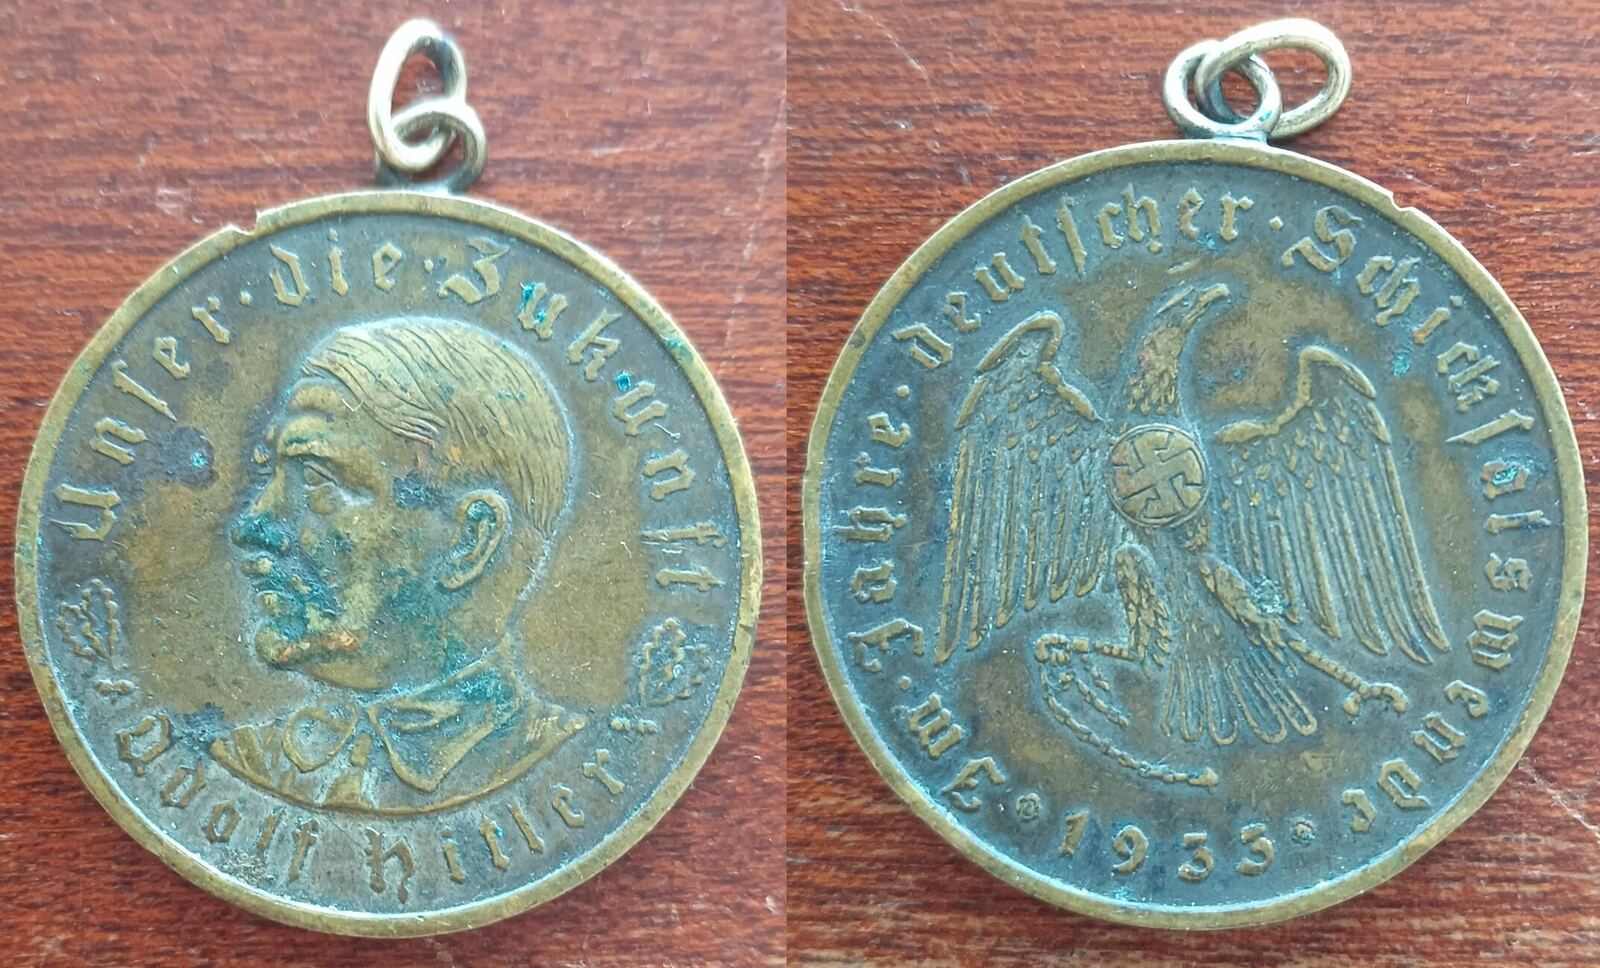 Unser · die · Zukunft
"Adolf Hitler"
Im · Jahre · deutscher · Schicksalswende
1933